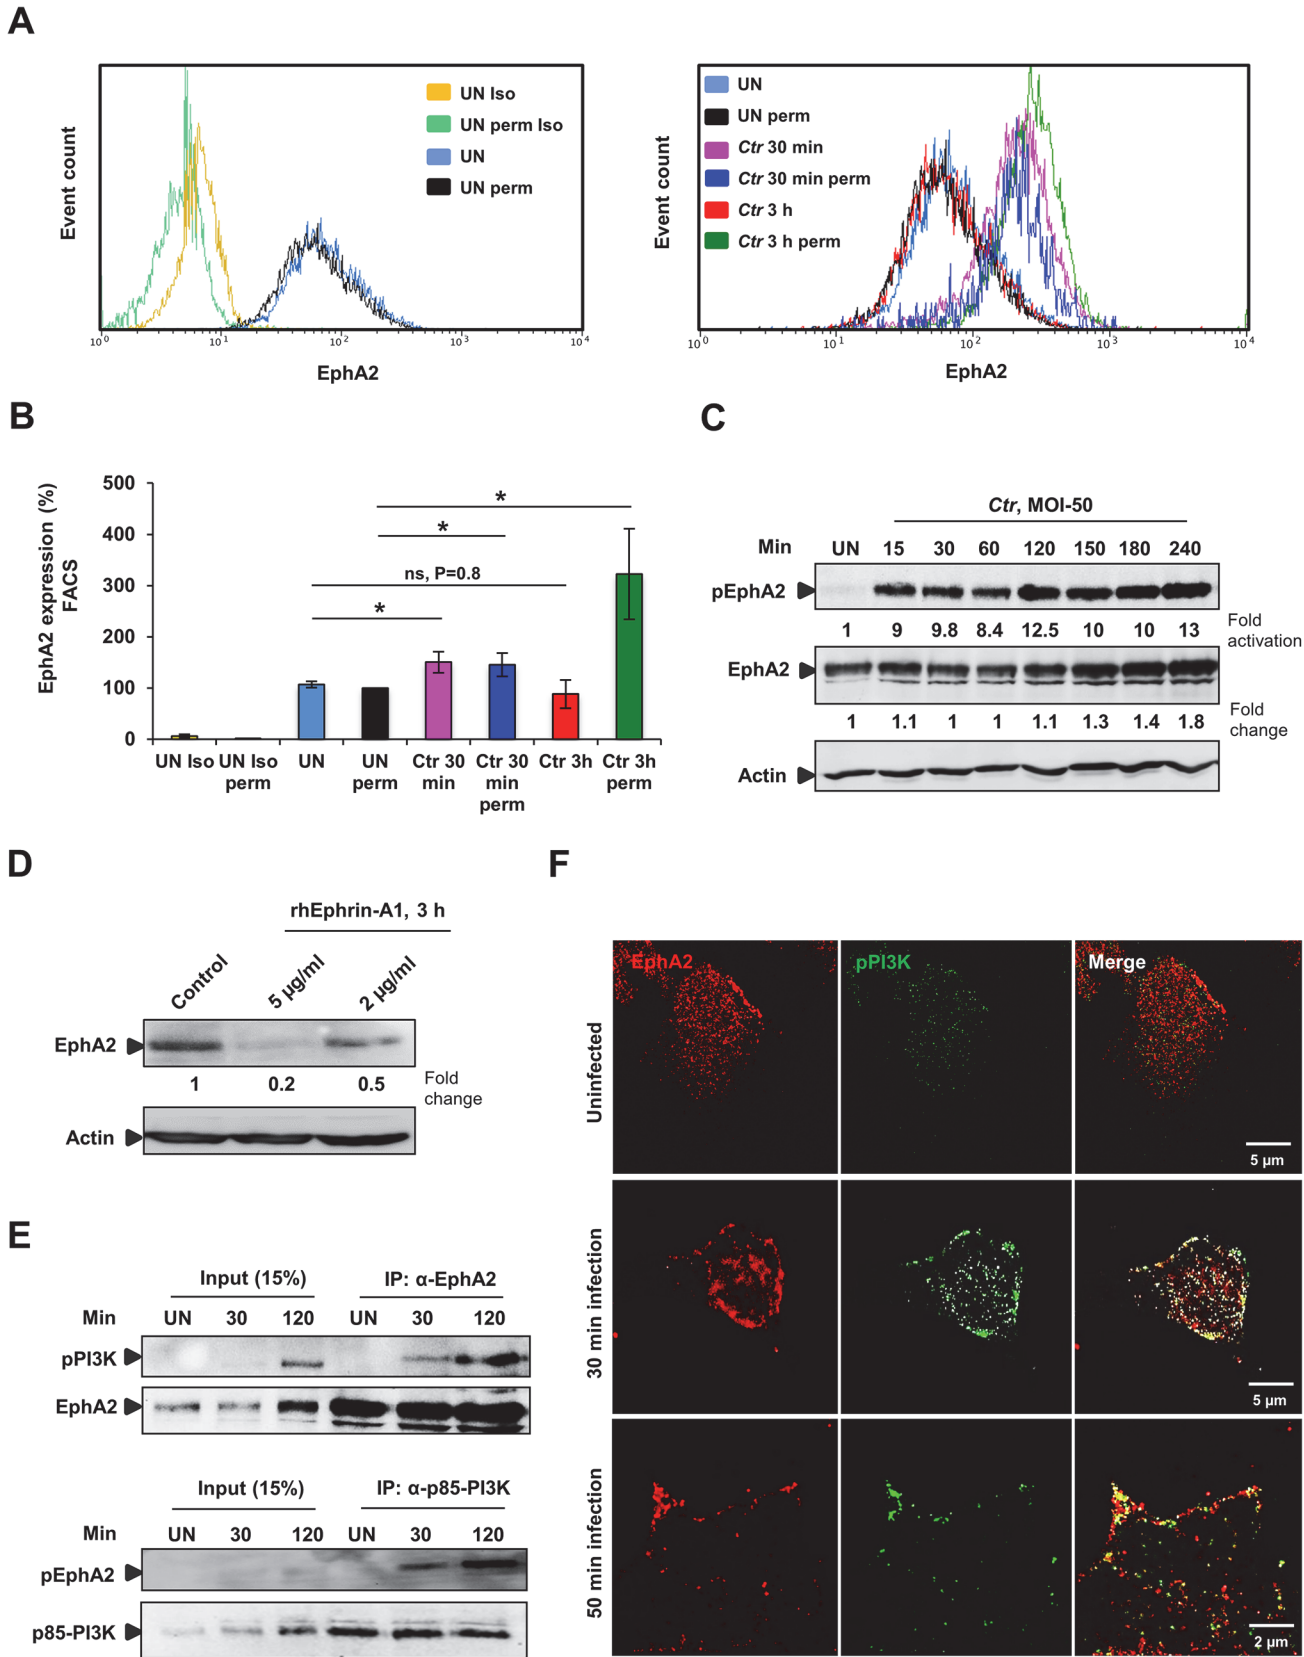 A
Event count
UN Iso
UN perm Iso
UN
UN perm
10⁰ 10¹ 10² 10³ 10⁴
EphA2
Event count
UN
UN perm
Ctr 30 min
Ctr 30 min perm
Ctr 3 h
Ctr 3 h perm
10⁰ 10¹ 10² 10³ 10⁴
EphA2
B
EphA2 expression (%)
FACS
500
400
300
200
100
0
*
*
ns, P=0.8
*
UN Iso UN Iso perm UN UN perm Ctr 30 min Ctr 30 min perm Ctr 3h Ctr 3h perm
C
Ctr, MOI-50
Min UN 15 30 60 120 150 180 240
pEphA2
1 9 9.8 8.4 12.5 10 10 13 Fold activation
EphA2
1 1.1 1 1 1.1 1.3 1.4 1.8 Fold change
Actin
D
rhEphrin-A1, 3 h
Control 5 µg/ml 2 µg/ml
EphA2
1 0.2 0.5 Fold change
Actin
E
Input (15%) IP: α-EphA2
Min UN 30 120 UN 30 120
pPI3K
EphA2
Input (15%) IP: α-p85-PI3K
Min UN 30 120 UN 30 120
pEphA2
p85-PI3K
F
EphA2 pPI3K Merge
Uninfected
5 µm
30 min infection
5 µm
50 min infection
2 µm